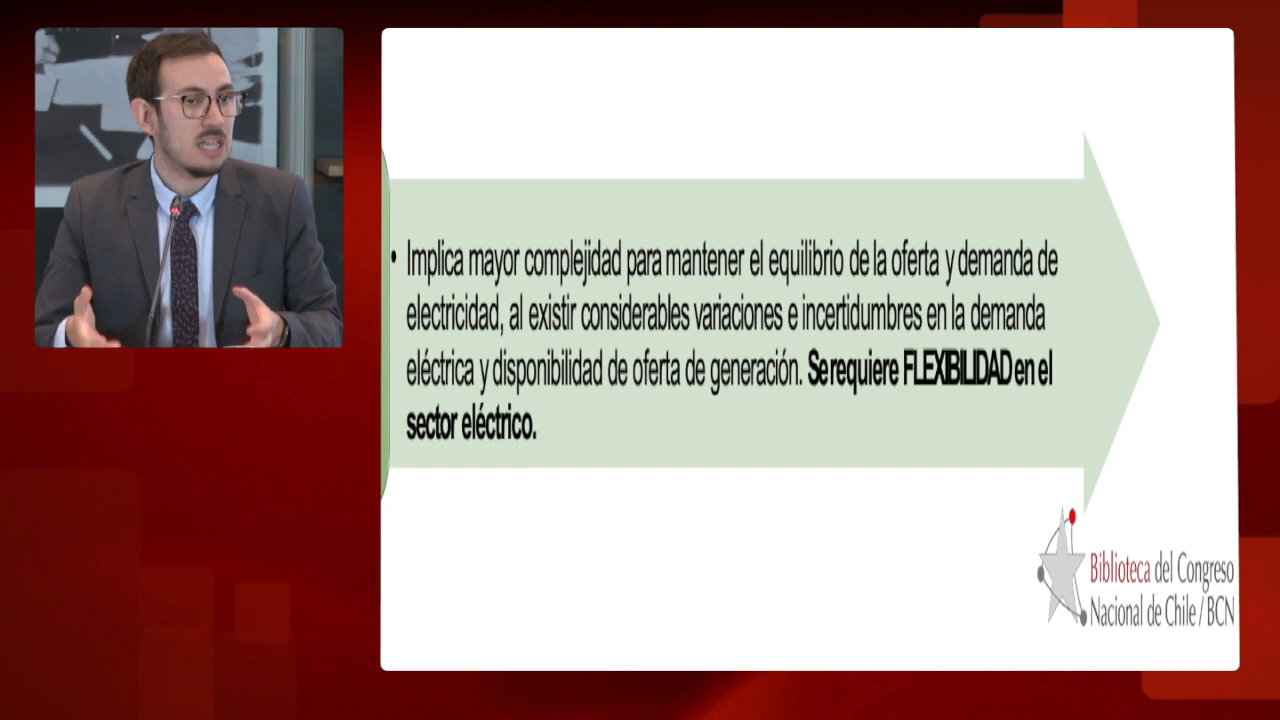 • Implica mayor complejidad para mantener el equilibrio de la oferta y demanda de
electricidad, al existir considerables variaciones e incertidumbres en la demanda
eléctrica y disponibilidad de oferta de generación. Se requiere FLEXIBILIDAD en el
sector eléctrico.
Biblioteca del Congreso
Nacional de Chile / BCN